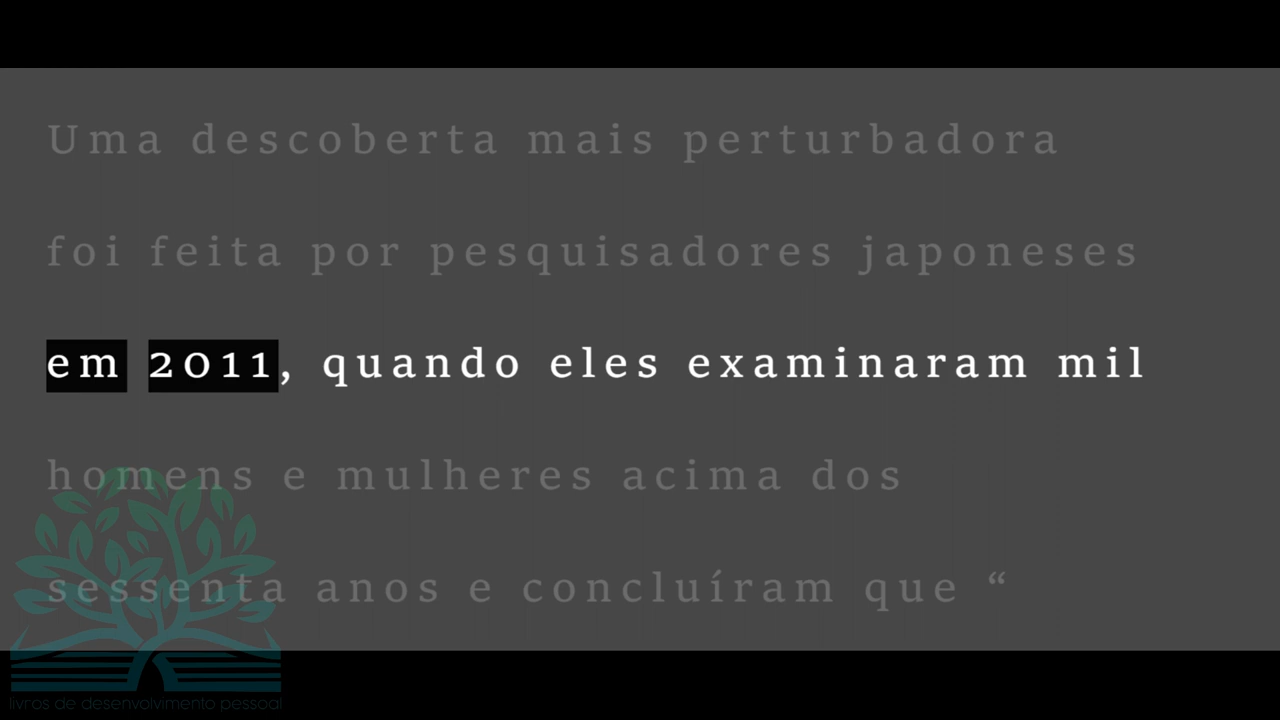 Uma descoberta mais perturbadora
foi feita por pesquisadores japoneses
em 2011, quando eles examinaram mil
homens e mulheres acima dos
sessenta anos e concluíram que “
livros de desenvolvimento pessoal